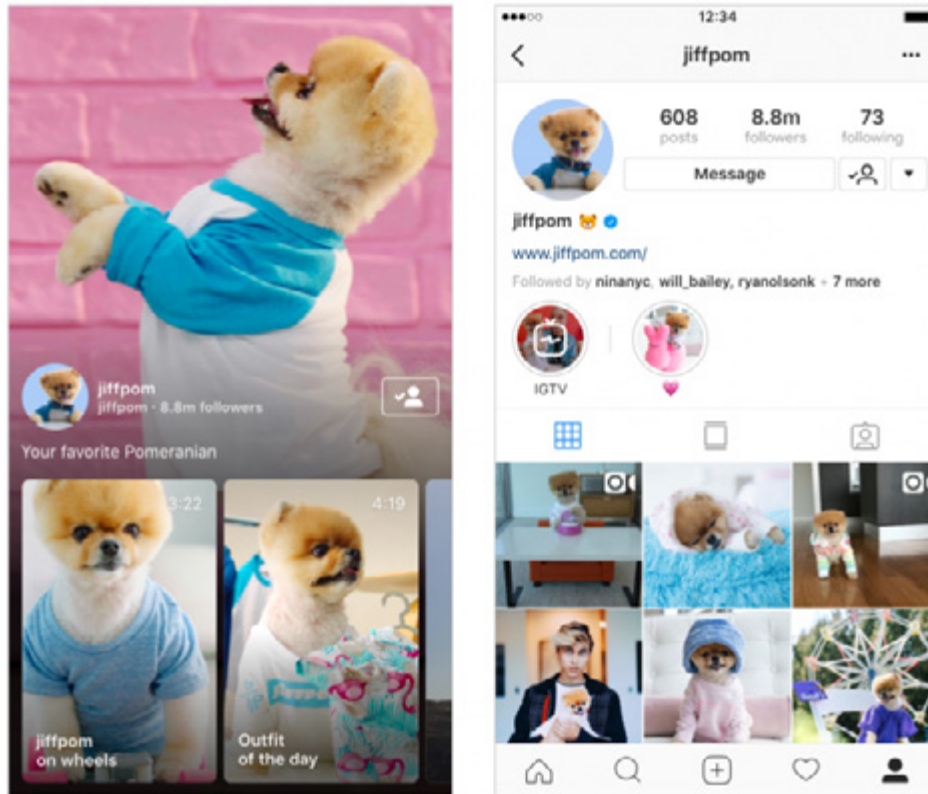 jiffpom
jiffpom · 8.8m followers
Your favorite Pomeranian
3:22
4:19
jiffpom
on wheels
Outfit
of the day
12:34
jiffpom
608
8.8m
73
posts
followers
following
Message
jiffpom
www.jiffpom.com/
Followed by ninanyc, will_bailey, ryanolsonk + 7 more
IGTV